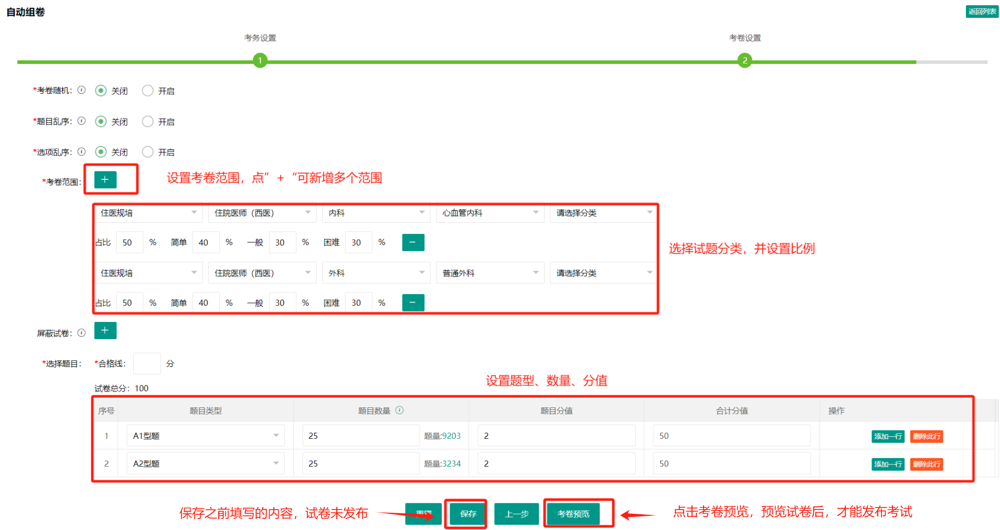 自动组卷
返回列表
考务设置
考卷设置
1
2
*考卷随机： 关闭 开启
*题目乱序： 关闭 开启
*选项乱序： 关闭 开启
*考卷范围： +
设置考卷范围，点”+“可新增多个范围
住医规培 住院医师（西医） 内科 心血管内科 请选择分类
占比 50 % 简单 40 % 一般 30 % 困难 30 % −
选择试题分类，并设置比例
住医规培 住院医师（西医） 外科 普通外科 请选择分类
占比 50 % 简单 40 % 一般 30 % 困难 30 % −
屏蔽试卷： +
*选择题目： *合格线： 分
设置题型、数量、分值
试卷总分：100
序号 题目类型 题目数量 题目分值 合计分值 操作
1 A1型题 25 题量:9203 2 50 添加一行 删除此行
2 A2型题 25 题量:3234 2 50 添加一行 删除此行
保存之前填写的内容，试卷未发布
重置 保存 上一步 考卷预览
点击考卷预览，预览试卷后，才能发布考试